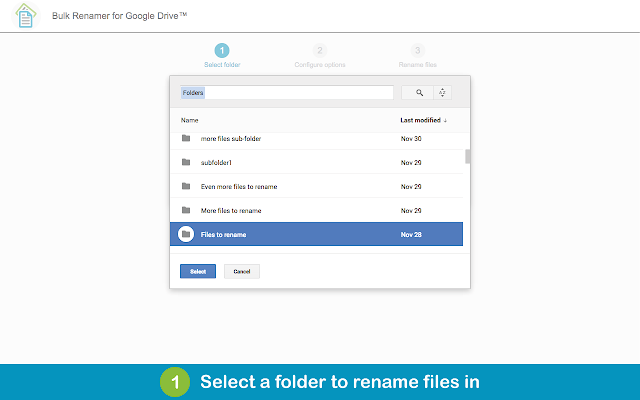 Bulk Renamer for Google Drive™
1 2 3
Select folder Configure options Rename files
Folders
AZ
Name Last modified ↓
more files sub-folder Nov 30
subfolder1 Nov 29
Even more files to rename Nov 29
More files to rename Nov 29
Files to rename Nov 28
Select Cancel
1 Select a folder to rename files in